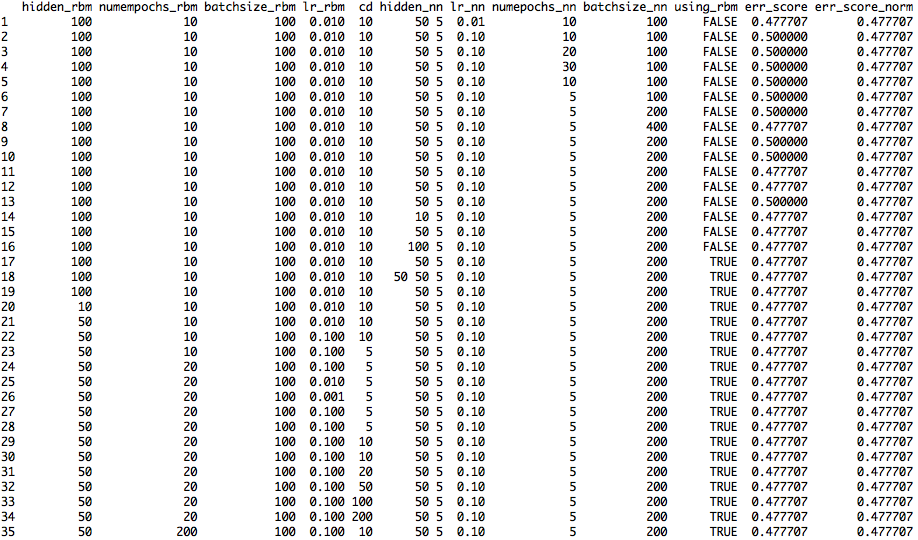 hidden_rbm numempochs_rbm batchsize_rbm lr_rbm cd hidden_nn lr_nn numepochs_nn batchsize_nn using_rbm err_score err_score_norm
1 100 10 100 0.010 10 50 5 0.01 10 100 FALSE 0.477707 0.477707
2 100 10 100 0.010 10 50 5 0.10 10 100 FALSE 0.500000 0.477707
3 100 10 100 0.010 10 50 5 0.10 20 100 FALSE 0.500000 0.477707
4 100 10 100 0.010 10 50 5 0.10 30 100 FALSE 0.500000 0.477707
5 100 10 100 0.010 10 50 5 0.10 10 100 FALSE 0.500000 0.477707
6 100 10 100 0.010 10 50 5 0.10 5 100 FALSE 0.500000 0.477707
7 100 10 100 0.010 10 50 5 0.10 5 200 FALSE 0.500000 0.477707
8 100 10 100 0.010 10 50 5 0.10 5 400 FALSE 0.477707 0.477707
9 100 10 100 0.010 10 50 5 0.10 5 200 FALSE 0.500000 0.477707
10 100 10 100 0.010 10 50 5 0.10 5 200 FALSE 0.500000 0.477707
11 100 10 100 0.010 10 50 5 0.10 5 200 FALSE 0.477707 0.477707
12 100 10 100 0.010 10 50 5 0.10 5 200 FALSE 0.477707 0.477707
13 100 10 100 0.010 10 50 5 0.10 5 200 FALSE 0.500000 0.477707
14 100 10 100 0.010 10 10 5 0.10 5 200 FALSE 0.477707 0.477707
15 100 10 100 0.010 10 50 5 0.10 5 200 FALSE 0.477707 0.477707
16 100 10 100 0.010 10 100 5 0.10 5 200 FALSE 0.477707 0.477707
17 100 10 100 0.010 10 50 5 0.10 5 200 TRUE 0.477707 0.477707
18 100 10 100 0.010 10 50 50 5 0.10 5 200 TRUE 0.477707 0.477707
19 100 10 100 0.010 10 50 5 0.10 5 200 TRUE 0.477707 0.477707
20 10 10 100 0.010 10 50 5 0.10 5 200 TRUE 0.477707 0.477707
21 50 10 100 0.010 10 50 5 0.10 5 200 TRUE 0.477707 0.477707
22 50 10 100 0.100 10 50 5 0.10 5 200 TRUE 0.477707 0.477707
23 50 10 100 0.100 5 50 5 0.10 5 200 TRUE 0.477707 0.477707
24 50 20 100 0.100 5 50 5 0.10 5 200 TRUE 0.477707 0.477707
25 50 20 100 0.010 5 50 5 0.10 5 200 TRUE 0.477707 0.477707
26 50 20 100 0.001 5 50 5 0.10 5 200 TRUE 0.477707 0.477707
27 50 20 100 0.100 5 50 5 0.10 5 200 TRUE 0.477707 0.477707
28 50 20 100 0.100 5 50 5 0.10 5 200 TRUE 0.477707 0.477707
29 50 20 100 0.100 10 50 5 0.10 5 200 TRUE 0.477707 0.477707
30 50 20 100 0.100 10 50 5 0.10 5 200 TRUE 0.477707 0.477707
31 50 20 100 0.100 20 50 5 0.10 5 200 TRUE 0.477707 0.477707
32 50 20 100 0.100 50 50 5 0.10 5 200 TRUE 0.477707 0.477707
33 50 20 100 0.100 100 50 5 0.10 5 200 TRUE 0.477707 0.477707
34 50 20 100 0.100 200 50 5 0.10 5 200 TRUE 0.477707 0.477707
35 50 200 100 0.100 10 50 5 0.10 5 200 TRUE 0.477707 0.477707